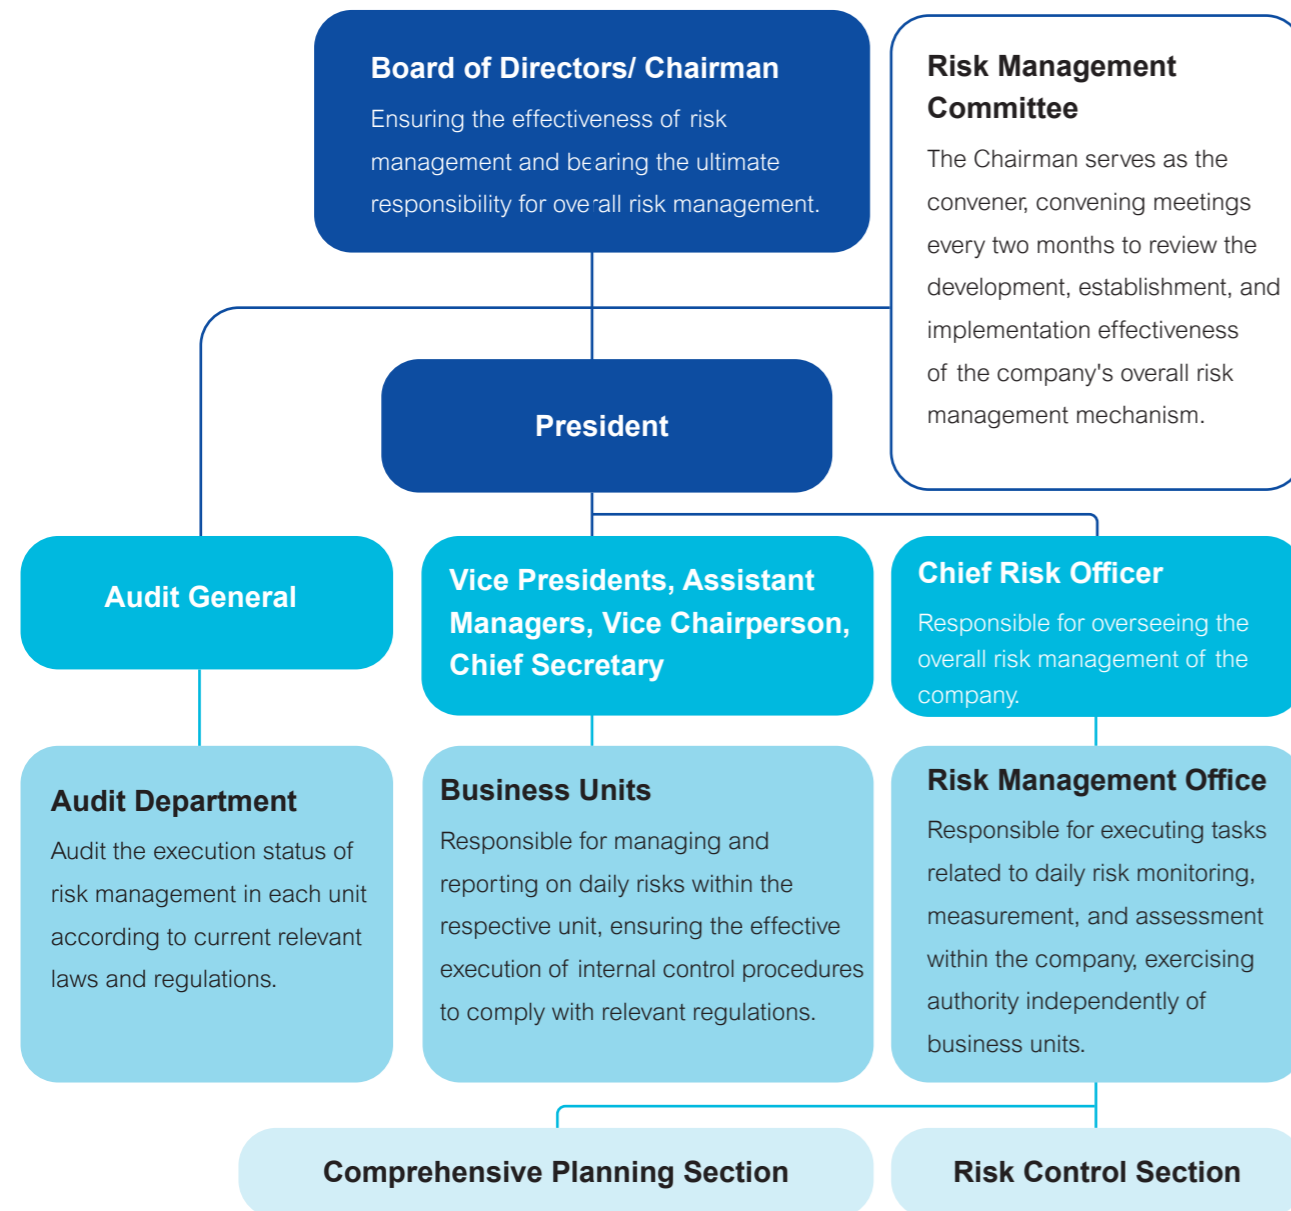 Board of Directors/ Chairman
Ensuring the effectiveness of risk
management and bearing the ultimate
responsibility for overall risk management.
Risk Management
Committee
The Chairman serves as the
convener, convening meetings
every two months to review the
development, establishment, and
implementation effectiveness
of the company's overall risk
management mechanism.
President
Audit General
Vice Presidents, Assistant
Managers, Vice Chairperson,
Chief Secretary
Chief Risk Officer
Responsible for overseeing the
overall risk management of the
company.
Audit Department
Audit the execution status of
risk management in each unit
according to current relevant
laws and regulations.
Business Units
Responsible for managing and
reporting on daily risks within the
respective unit, ensuring the effective
execution of internal control procedures
to comply with relevant regulations.
Risk Management Office
Responsible for executing tasks
related to daily risk monitoring,
measurement, and assessment
within the company, exercising
authority independently of
business units.
Comprehensive Planning Section
Risk Control Section